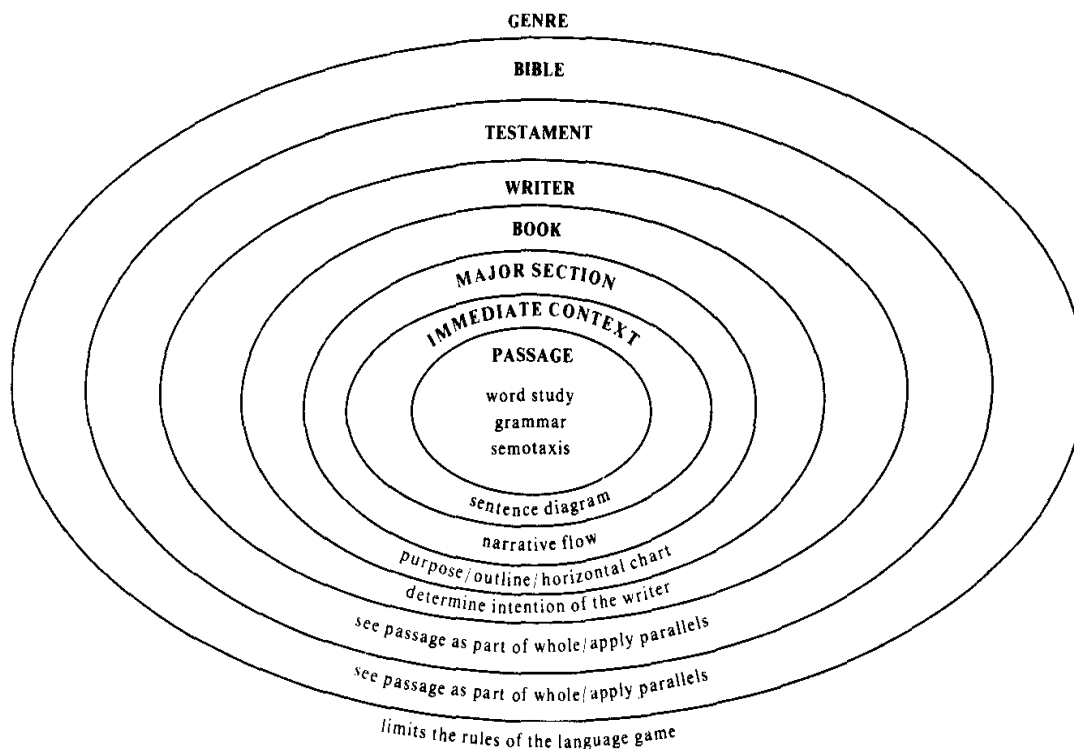 GENRE
BIBLE
TESTAMENT
WRITER
BOOK
MAJOR SECTION
IMMEDIATE CONTEXT
PASSAGE
word study
grammar
semotaxis
sentence diagram
narrative flow
purpose/outline/horizontal chart
determine intention of the writer
see passage as part of whole/apply parallels
see passage as part of whole/apply parallels
limits the rules of the language game